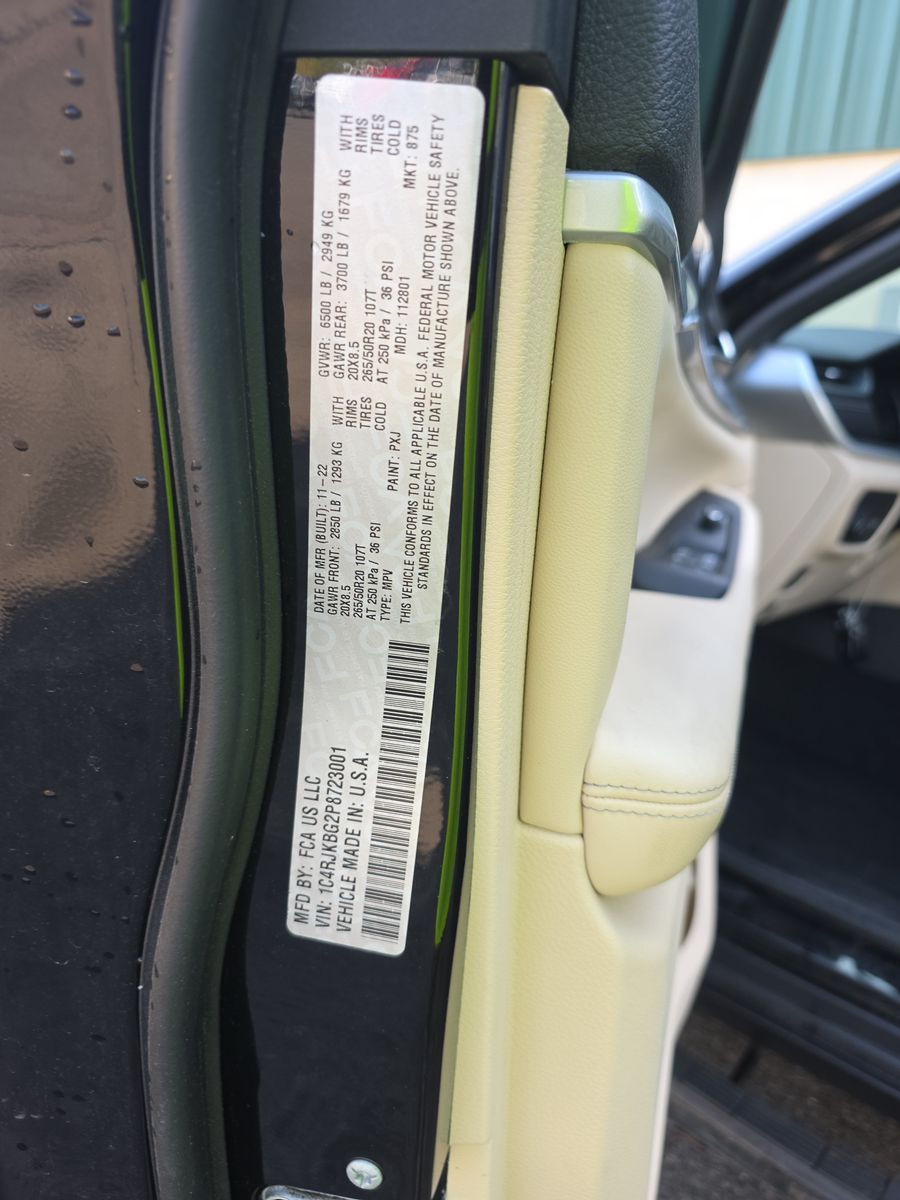 MFD BY: FCA US LLC
VIN: 1C4RJKBG2P8723001
VEHICLE MADE IN: U.S.A.
DATE OF MFR (BUILT): 11-22
GAWR FRONT: 2850 LB / 1293 KG WITH
20X8.5 RIMS
265/50R20 107T TIRES
AT 250 kPa / 36 PSI COLD
TYPE: MPV
GVWR: 6500 LB / 2949 KG
GAWR REAR: 3700 LB / 1679 KG WITH
20X8.5 RIMS
265/50R20 107T TIRES
AT 250 kPa / 36 PSI COLD
PAINT: PXJ MDH: 112801 MKT: 875
THIS VEHICLE CONFORMS TO ALL APPLICABLE U.S.A. FEDERAL MOTOR VEHICLE SAFETY
STANDARDS IN EFFECT ON THE DATE OF MANUFACTURE SHOWN ABOVE.